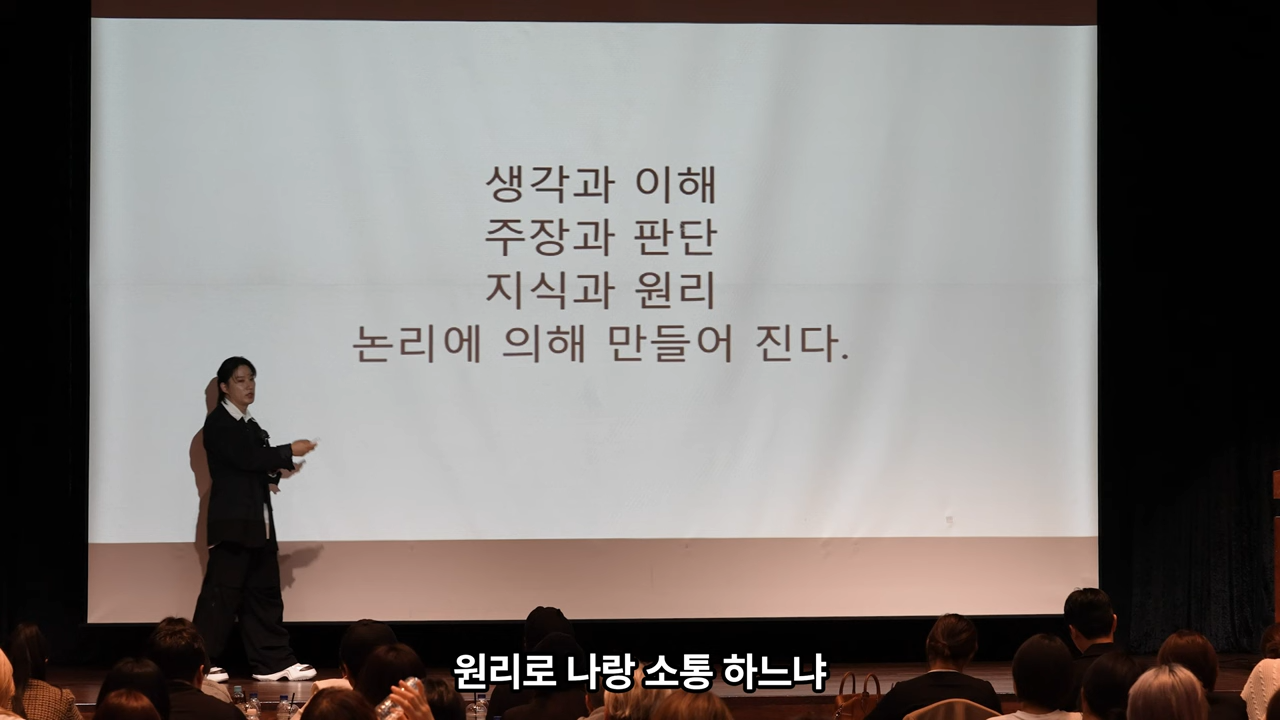 생각과 이해
주장과 판단
지식과 원리
논리에 의해 만들어 진다.
원리로 나랑 소통 하느냐